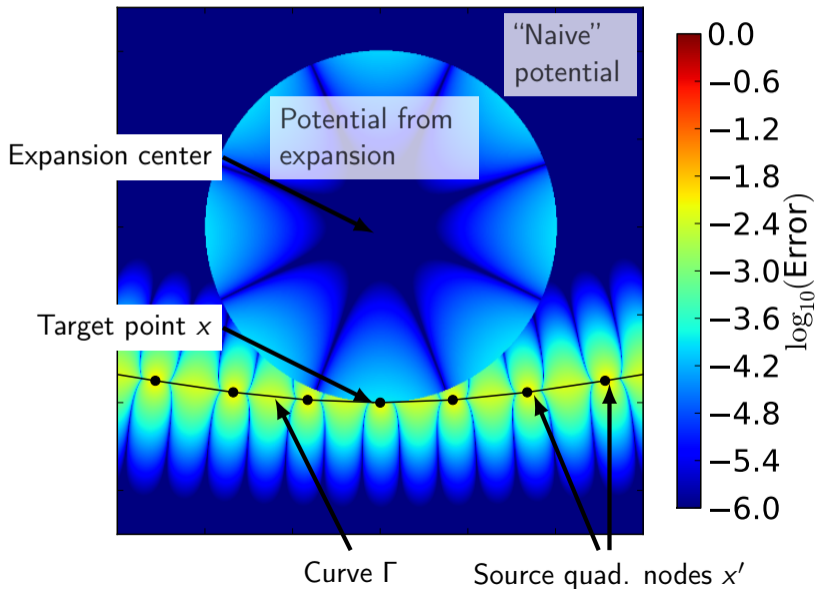 “Naive”
potential
Potential from
expansion
Expansion center
Target point x
Curve Γ
Source quad. nodes x′
0.0
−0.6
−1.2
−1.8
−2.4
−3.0
−3.6
−4.2
−4.8
−5.4
−6.0
log₁₀(Error)